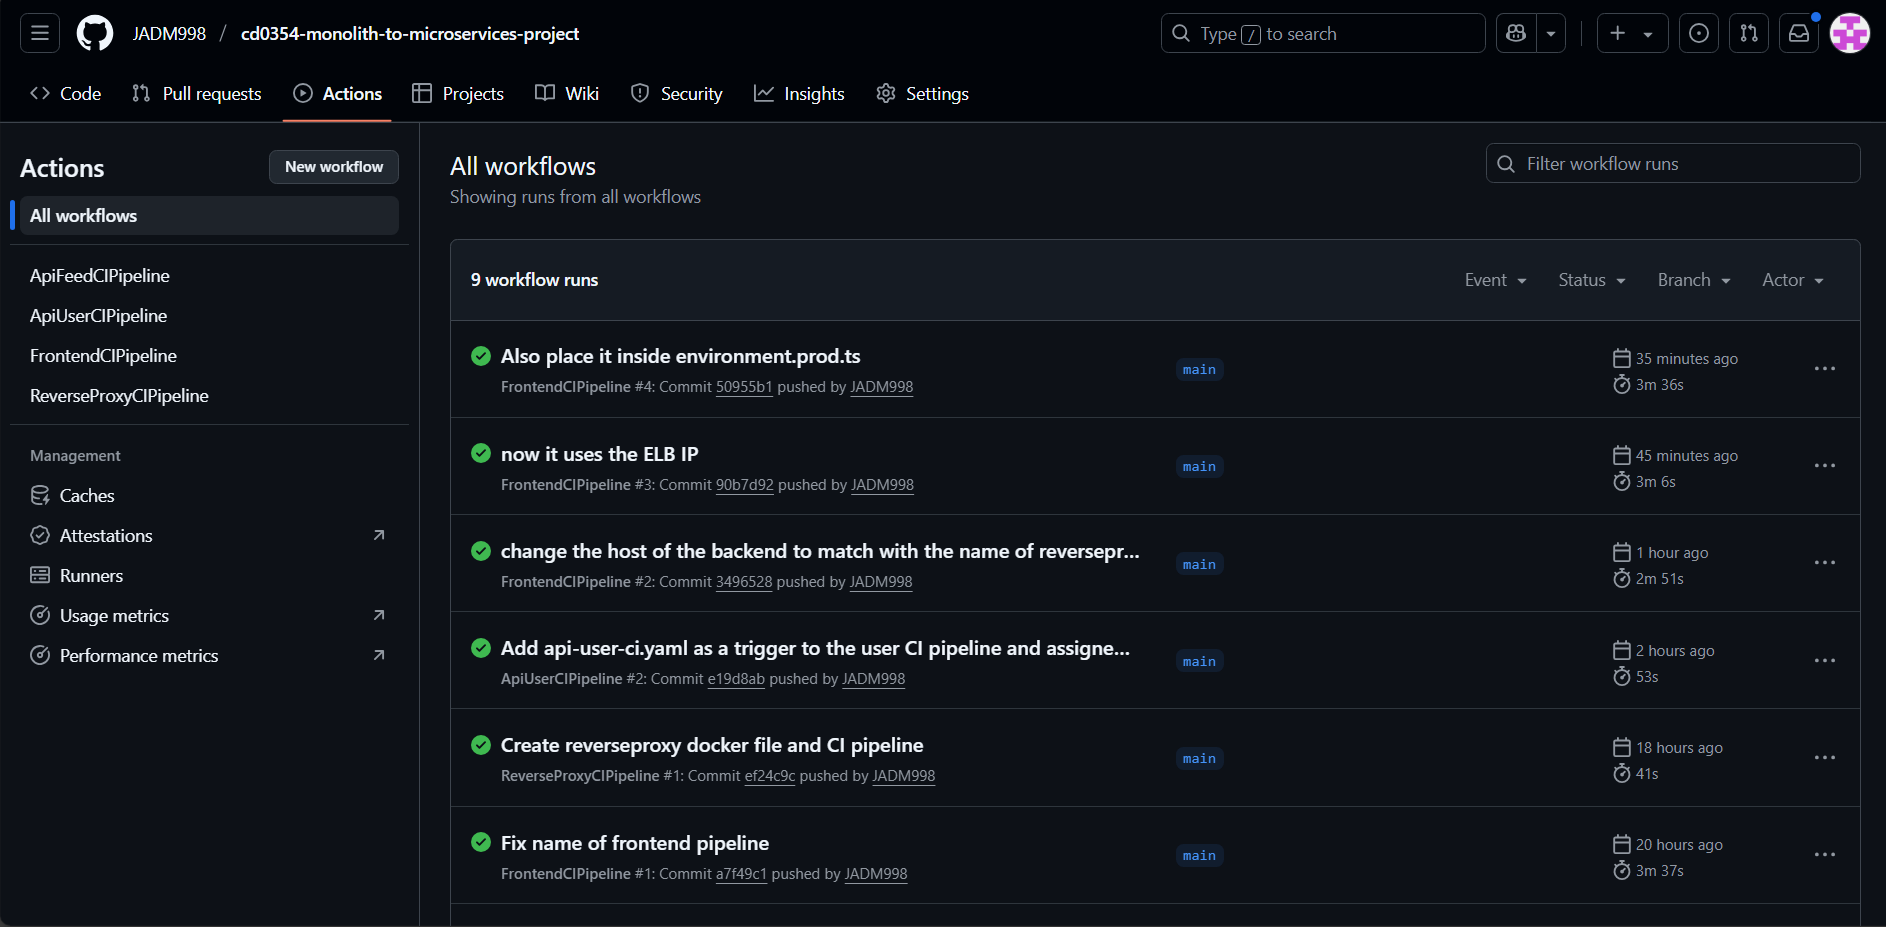 JADM998 / cd0354-monolith-to-microservices-project
Type / to search
Code
Pull requests
Actions
Projects
Wiki
Security
Insights
Settings
Actions
New workflow
All workflows
ApiFeedCIPipeline
ApiUserCIPipeline
FrontendCIPipeline
ReverseProxyCIPipeline
Management
Caches
Attestations
Runners
Usage metrics
Performance metrics
All workflows
Showing runs from all workflows
Filter workflow runs
9 workflow runs
Event
Status
Branch
Actor
Also place it inside environment.prod.ts
FrontendCIPipeline #4: Commit 50955b1 pushed by JADM998
main
35 minutes ago
3m 36s
now it uses the ELB IP
FrontendCIPipeline #3: Commit 90b7d92 pushed by JADM998
main
45 minutes ago
3m 6s
change the host of the backend to match with the name of reversepr...
FrontendCIPipeline #2: Commit 3496528 pushed by JADM998
main
1 hour ago
2m 51s
Add api-user-ci.yaml as a trigger to the user CI pipeline and assigne...
ApiUserCIPipeline #2: Commit e19d8ab pushed by JADM998
main
2 hours ago
53s
Create reverseproxy docker file and CI pipeline
ReverseProxyCIPipeline #1: Commit ef24c9c pushed by JADM998
main
18 hours ago
41s
Fix name of frontend pipeline
FrontendCIPipeline #1: Commit a7f49c1 pushed by JADM998
main
20 hours ago
3m 37s